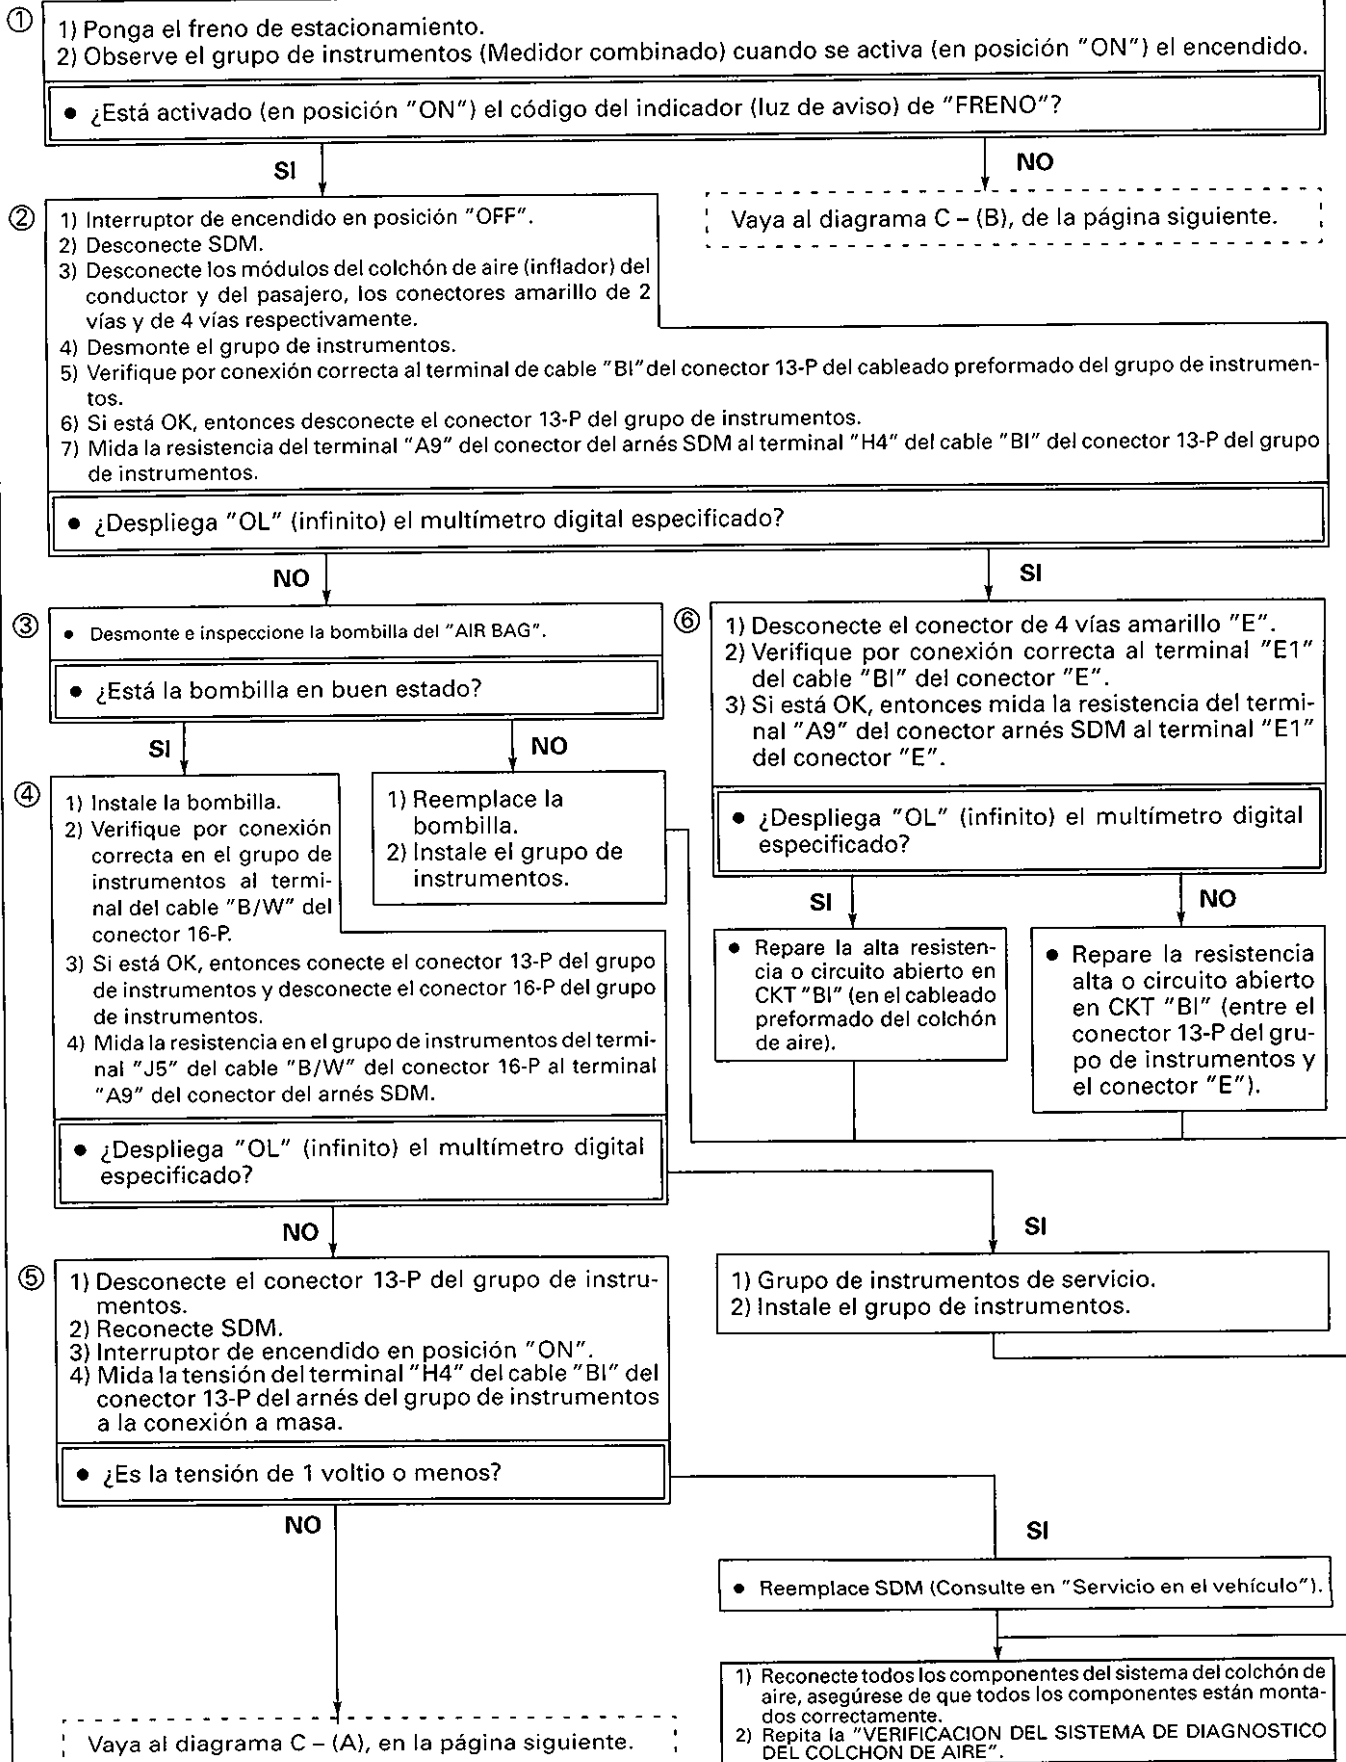 ①
1) Ponga el freno de estacionamiento.
2) Observe el grupo de instrumentos (Medidor combinado) cuando se activa (en posición "ON") el encendido.
• ¿Está activado (en posición "ON") el código del indicador (luz de aviso) de "FRENO"?
SI
NO
Vaya al diagrama C – (B), de la página siguiente.
②
1) Interruptor de encendido en posición "OFF".
2) Desconecte SDM.
3) Desconecte los módulos del colchón de aire (inflador) del
conductor y del pasajero, los conectores amarillo de 2
vías y de 4 vías respectivamente.
4) Desmonte el grupo de instrumentos.
5) Verifique por conexión correcta al terminal de cable "Bl" del conector 13-P del cableado preformado del grupo de instrumen-
tos.
6) Si está OK, entonces desconecte el conector 13-P del grupo de instrumentos.
7) Mida la resistencia del terminal "A9" del conector del arnés SDM al terminal "H4" del cable "Bl" del conector 13-P del grupo
de instrumentos.
• ¿Despliega "OL" (infinito) el multímetro digital especificado?
NO
SI
③
• Desmonte e inspeccione la bombilla del "AIR BAG".
• ¿Está la bombilla en buen estado?
SI
NO
④
1) Instale la bombilla.
2) Verifique por conexión
correcta en el grupo de
instrumentos al termi-
nal del cable "B/W" del
conector 16-P.
3) Si está OK, entonces conecte el conector 13-P del grupo
de instrumentos y desconecte el conector 16-P del grupo
de instrumentos.
4) Mida la resistencia en el grupo de instrumentos del termi-
nal "J5" del cable "B/W" del conector 16-P al terminal
"A9" del conector del arnés SDM.
• ¿Despliega "OL" (infinito) el multímetro digital
especificado?
1) Reemplace la
bombilla.
2) Instale el grupo de
instrumentos.
⑥
1) Desconecte el conector de 4 vías amarillo "E".
2) Verifique por conexión correcta al terminal "E1"
del cable "Bl" del conector "E".
3) Si está OK, entonces mida la resistencia del termi-
nal "A9" del conector arnés SDM al terminal "E1"
del conector "E".
• ¿Despliega "OL" (infinito) el multímetro digital
especificado?
SI
NO
• Repare la alta resisten-
cia o circuito abierto en
CKT "Bl" (en el cableado
preformado del colchón
de aire).
• Repare la resistencia
alta o circuito abierto
en CKT "Bl" (entre el
conector 13-P del gru-
po de instrumentos y
el conector "E").
NO
SI
1) Grupo de instrumentos de servicio.
2) Instale el grupo de instrumentos.
⑤
1) Desconecte el conector 13-P del grupo de instru-
mentos.
2) Reconecte SDM.
3) Interruptor de encendido en posición "ON".
4) Mida la tensión del terminal "H4" del cable "Bl" del
conector 13-P del arnés del grupo de instrumentos
a la conexión a masa.
• ¿Es la tensión de 1 voltio o menos?
NO
SI
• Reemplace SDM (Consulte en "Servicio en el vehículo").
1) Reconecte todos los componentes del sistema del colchón de
aire, asegúrese de que todos los componentes están monta-
dos correctamente.
2) Repita la "VERIFICACION DEL SISTEMA DE DIAGNOSTICO
DEL COLCHON DE AIRE".
Vaya al diagrama C – (A), en la página siguiente.